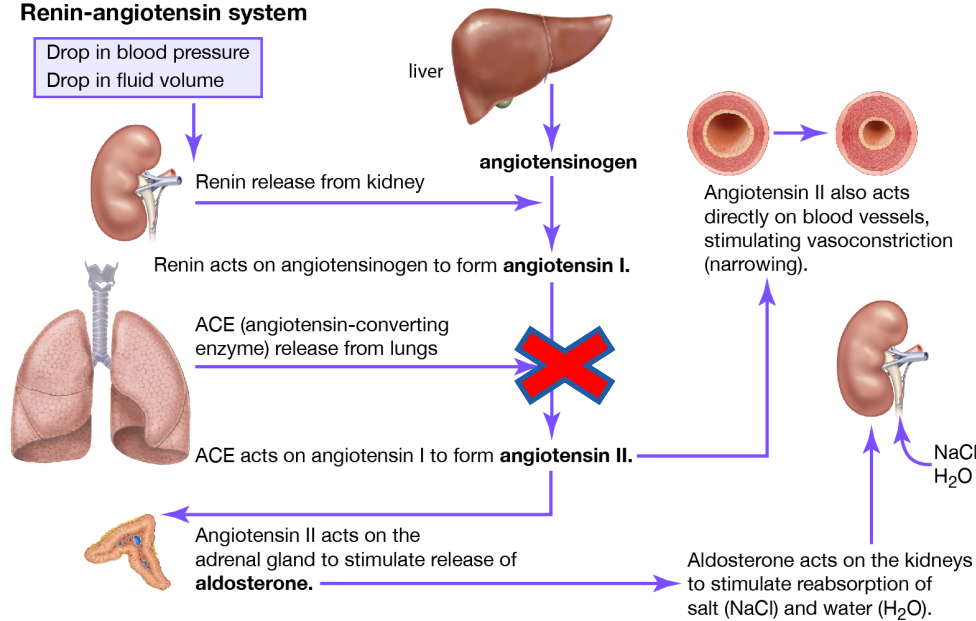 Renin-angiotensin system
Drop in blood pressure
Drop in fluid volume
liver
angiotensinogen
Renin release from kidney
Renin acts on angiotensinogen to form angiotensin I.
ACE (angiotensin-converting
enzyme) release from lungs
ACE acts on angiotensin I to form angiotensin II.
Angiotensin II acts on the
adrenal gland to stimulate release of
aldosterone.
Angiotensin II also acts
directly on blood vessels,
stimulating vasoconstriction
(narrowing).
NaCl
H₂O
Aldosterone acts on the kidneys
to stimulate reabsorption of
salt (NaCl) and water (H₂O).